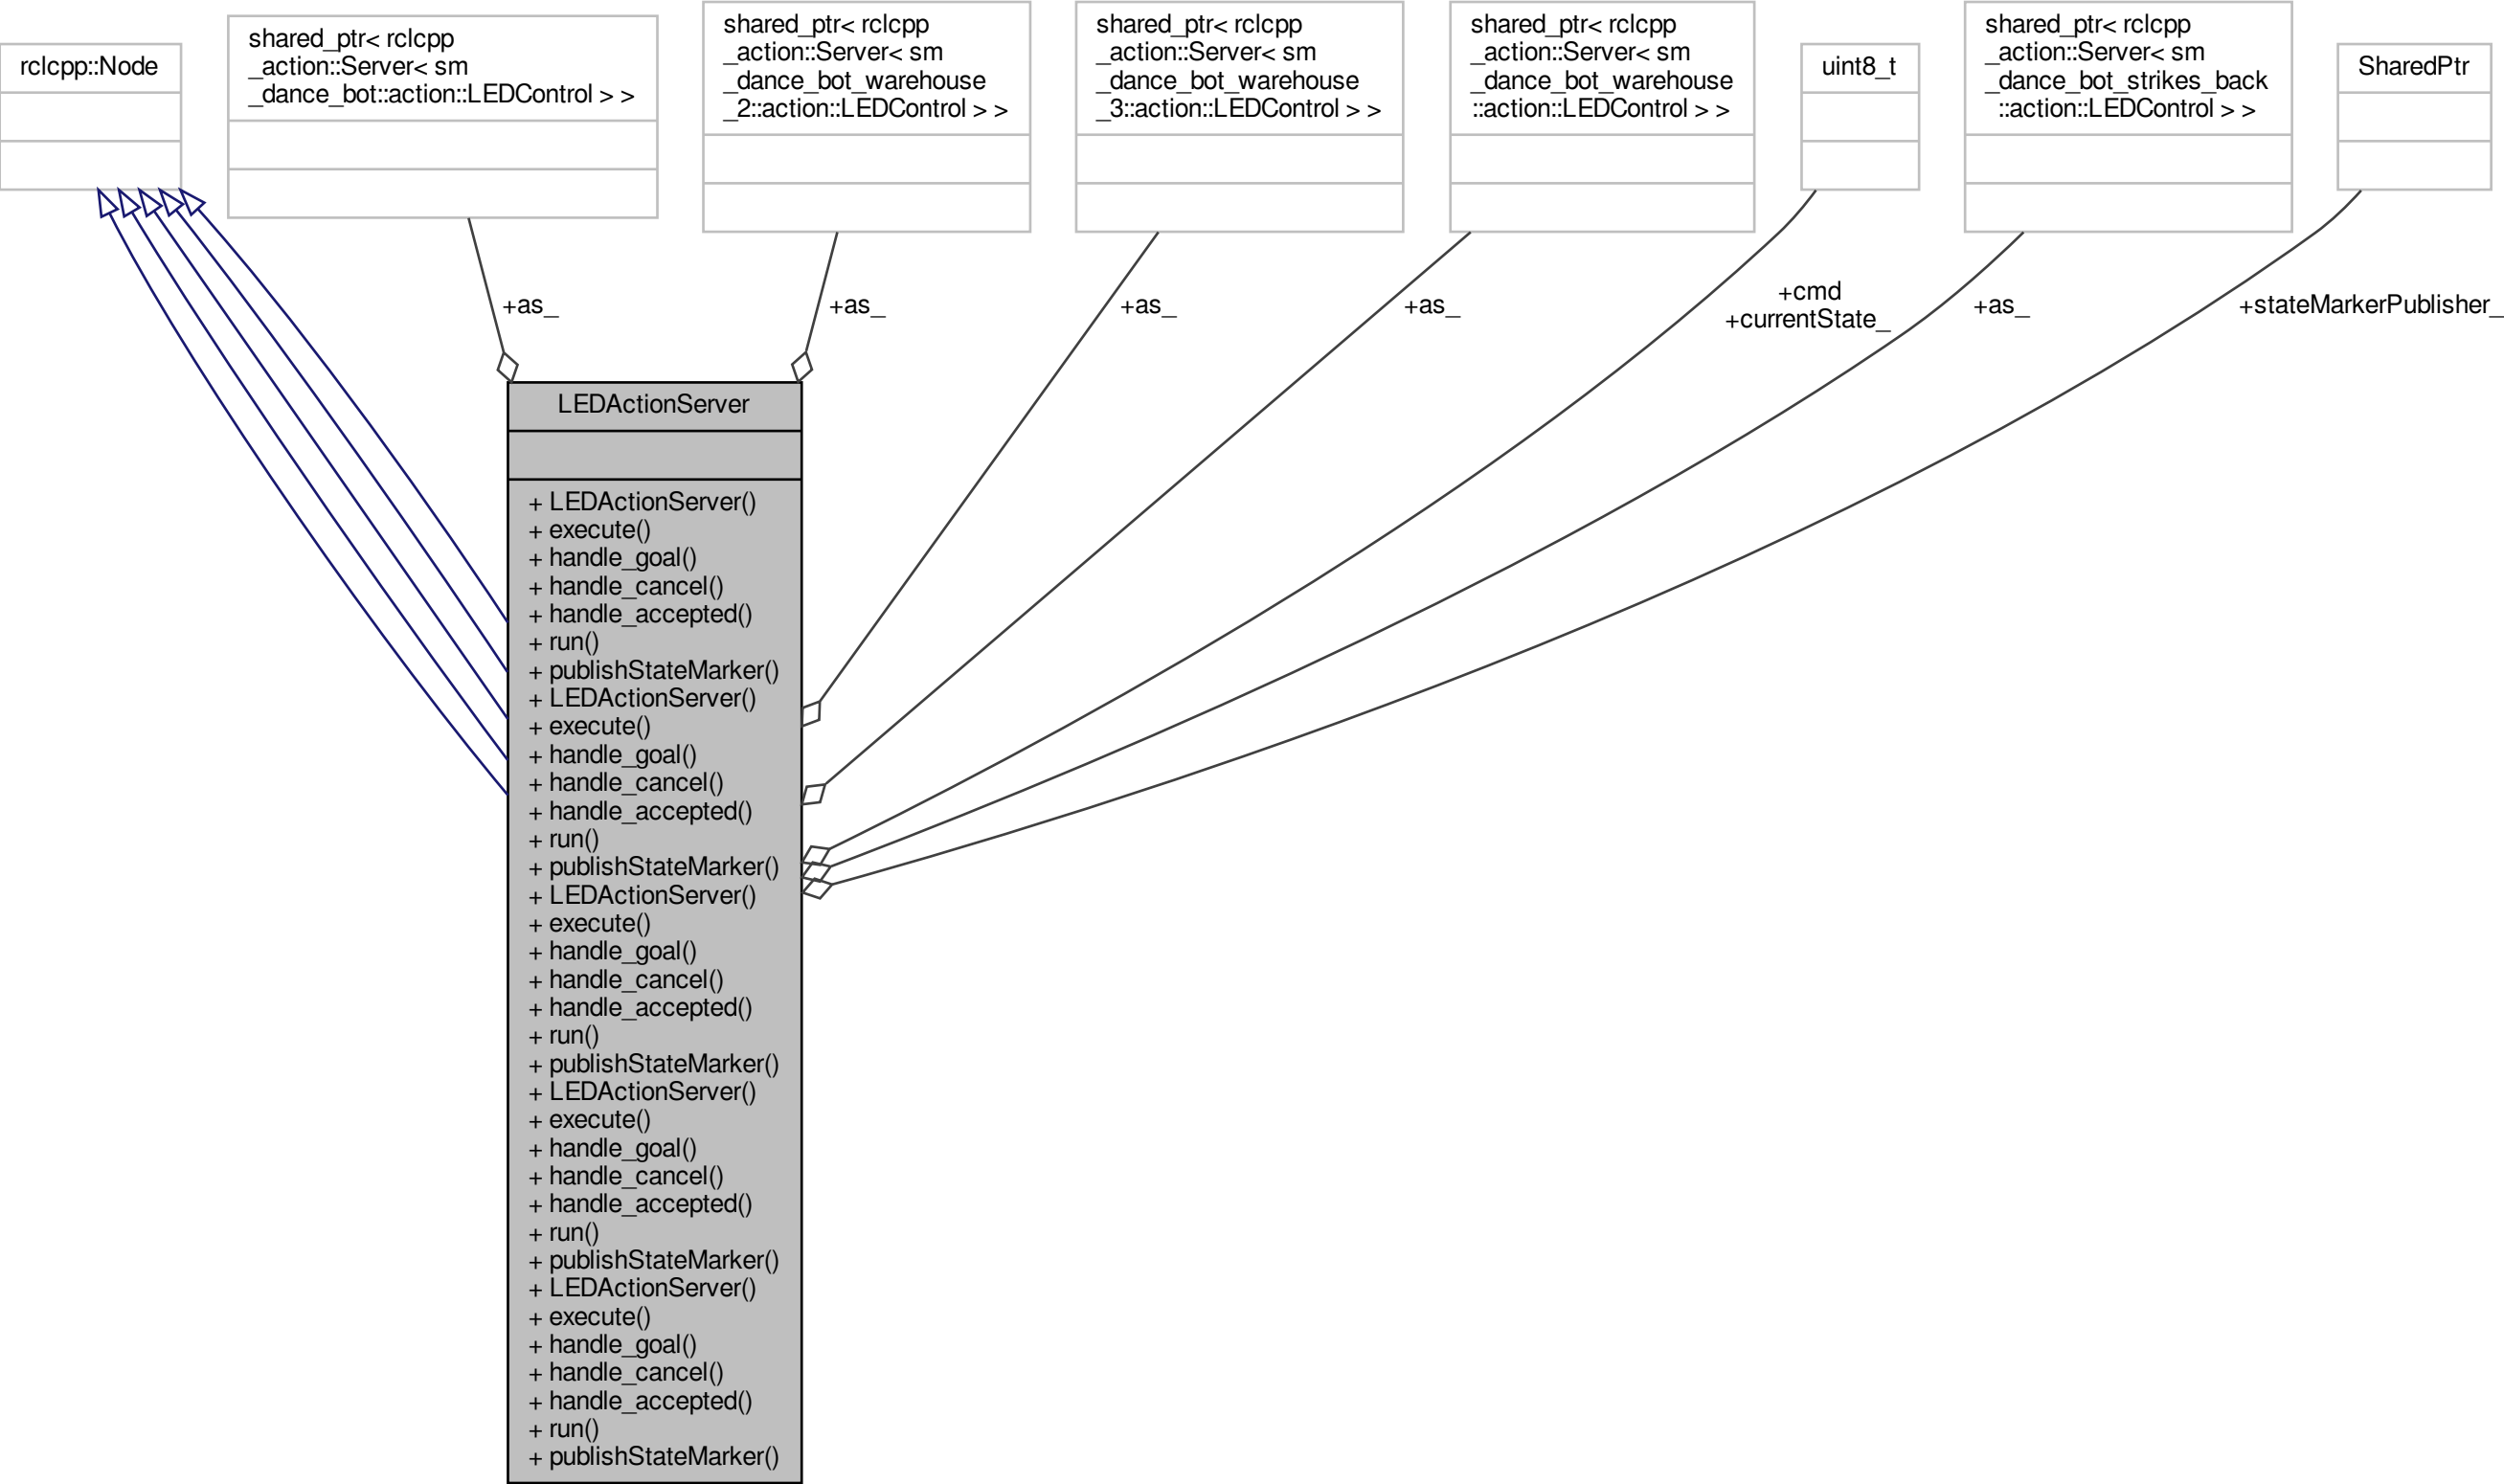 rclcpp::Node
shared_ptr< rclcpp
_action::Server< sm
_dance_bot::action::LEDControl > >
shared_ptr< rclcpp
_action::Server< sm
_dance_bot_warehouse
_2::action::LEDControl > >
shared_ptr< rclcpp
_action::Server< sm
_dance_bot_warehouse
_3::action::LEDControl > >
shared_ptr< rclcpp
_action::Server< sm
_dance_bot_warehouse
::action::LEDControl > >
uint8_t
shared_ptr< rclcpp
_action::Server< sm
_dance_bot_strikes_back
::action::LEDControl > >
SharedPtr
+as_
+as_
+as_
+as_
+cmd
+currentState_
+as_
+stateMarkerPublisher_
LEDActionServer
+ LEDActionServer()
+ execute()
+ handle_goal()
+ handle_cancel()
+ handle_accepted()
+ run()
+ publishStateMarker()
+ LEDActionServer()
+ execute()
+ handle_goal()
+ handle_cancel()
+ handle_accepted()
+ run()
+ publishStateMarker()
+ LEDActionServer()
+ execute()
+ handle_goal()
+ handle_cancel()
+ handle_accepted()
+ run()
+ publishStateMarker()
+ LEDActionServer()
+ execute()
+ handle_goal()
+ handle_cancel()
+ handle_accepted()
+ run()
+ publishStateMarker()
+ LEDActionServer()
+ execute()
+ handle_goal()
+ handle_cancel()
+ handle_accepted()
+ run()
+ publishStateMarker()